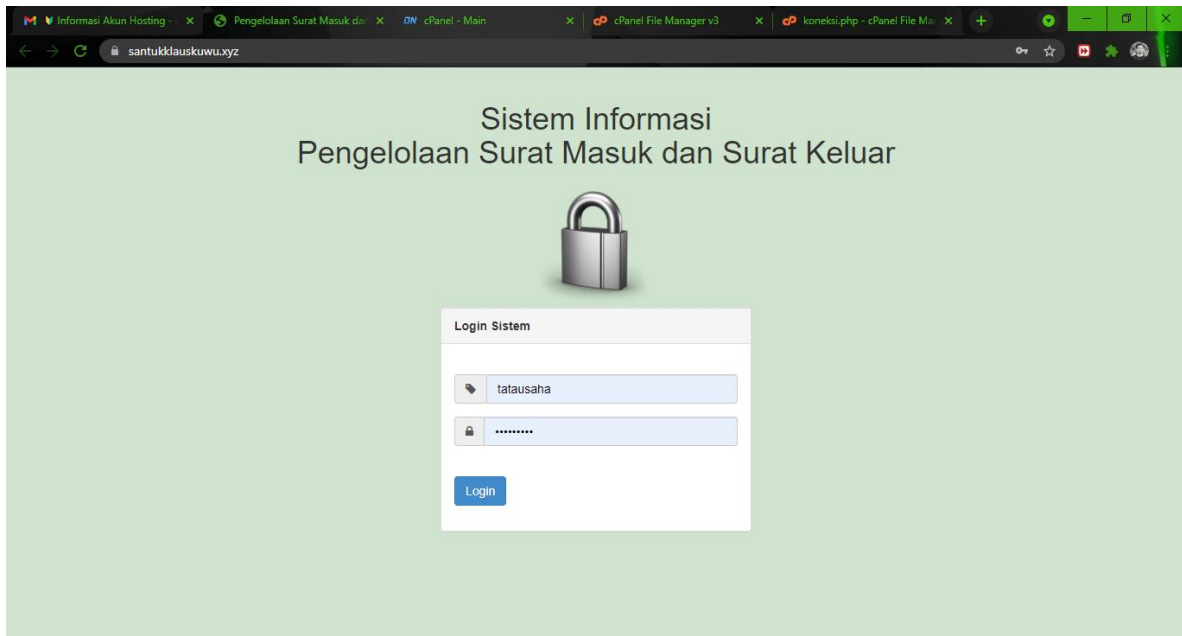 Informasi Akun Hosting -
Pengelolaan Surat Masuk dan
cPanel - Main
cPanel File Manager v3
koneksi.php - cPanel File Man
santukklauskuwu.xyz
Sistem Informasi
Pengelolaan Surat Masuk dan Surat Keluar
Login Sistem
tatausaha
•••••••••
Login